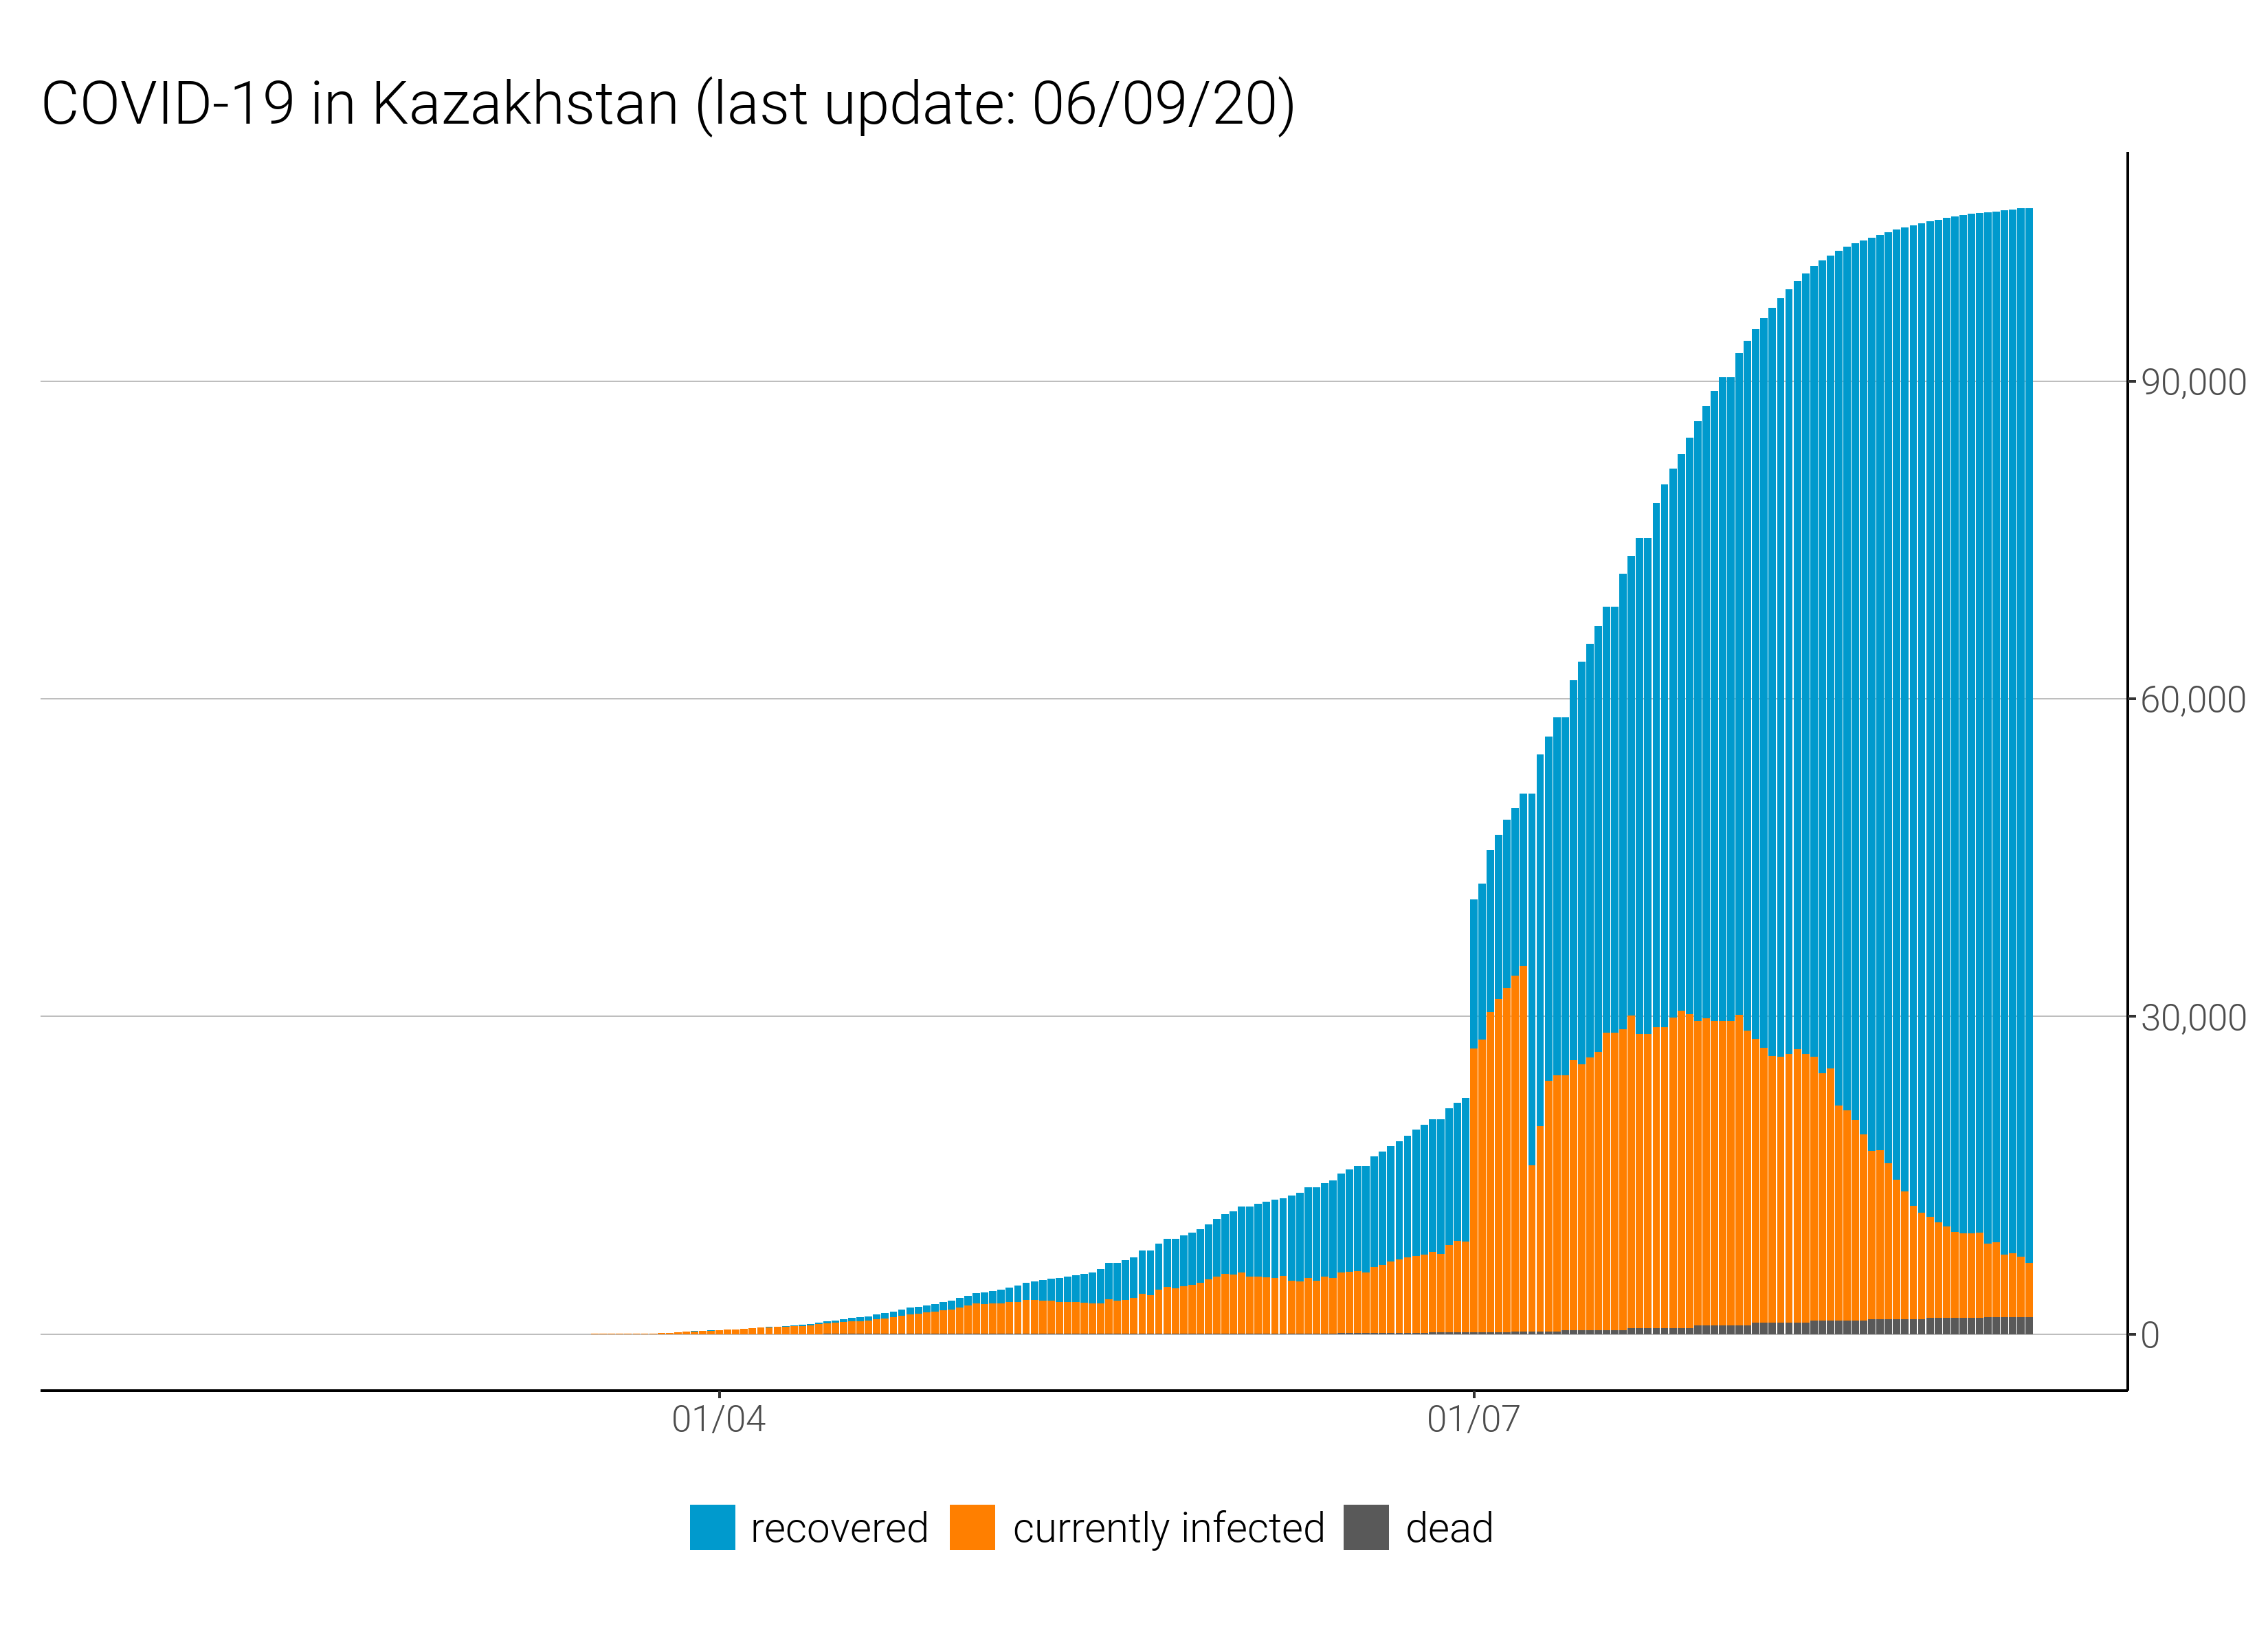 COVID-19 in Kazakhstan (last update: 06/09/20)
90,000
60,000
30,000
0
01/04 01/07
recovered currently infected dead